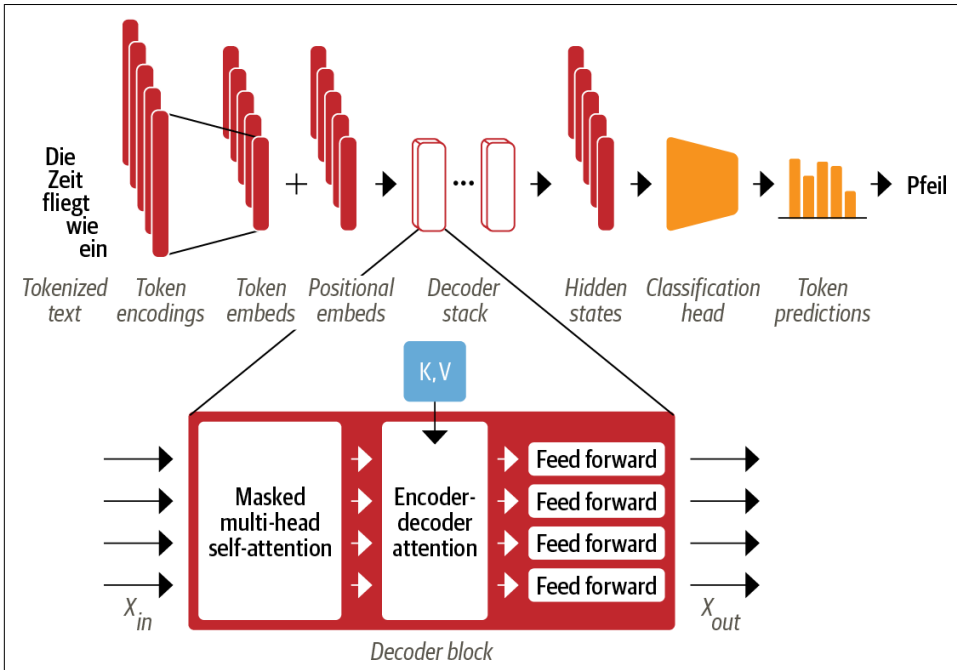 Die
Zeit
fliegt
wie
ein
Pfeil
Tokenized
text
Token
encodings
Token
embeds
Positional
embeds
Decoder
stack
Hidden
states
Classification
head
Token
predictions
K, V
Masked
multi-head
self-attention
Encoder-
decoder
attention
Feed forward
Feed forward
Feed forward
Feed forward
X in
X out
Decoder block